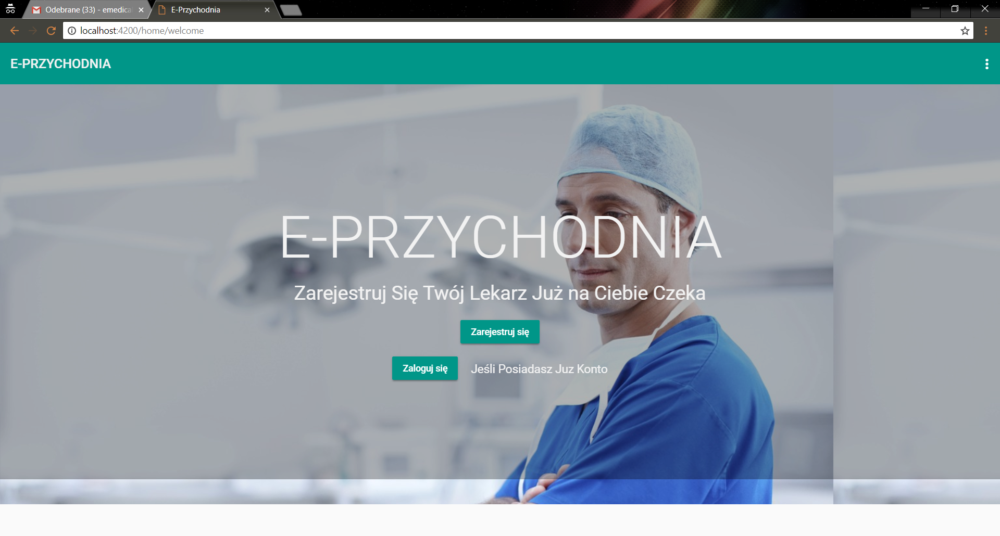 Odebrane (33) - emedical
E-Przychodnia
localhost:4200/home/welcome
E-PRZYCHODNIA
E-PRZYCHODNIA
Zarejestruj Się Twój Lekarz Już na Ciebie Czeka
Zarejestruj się
Zaloguj się Jeśli Posiadasz Juz Konto